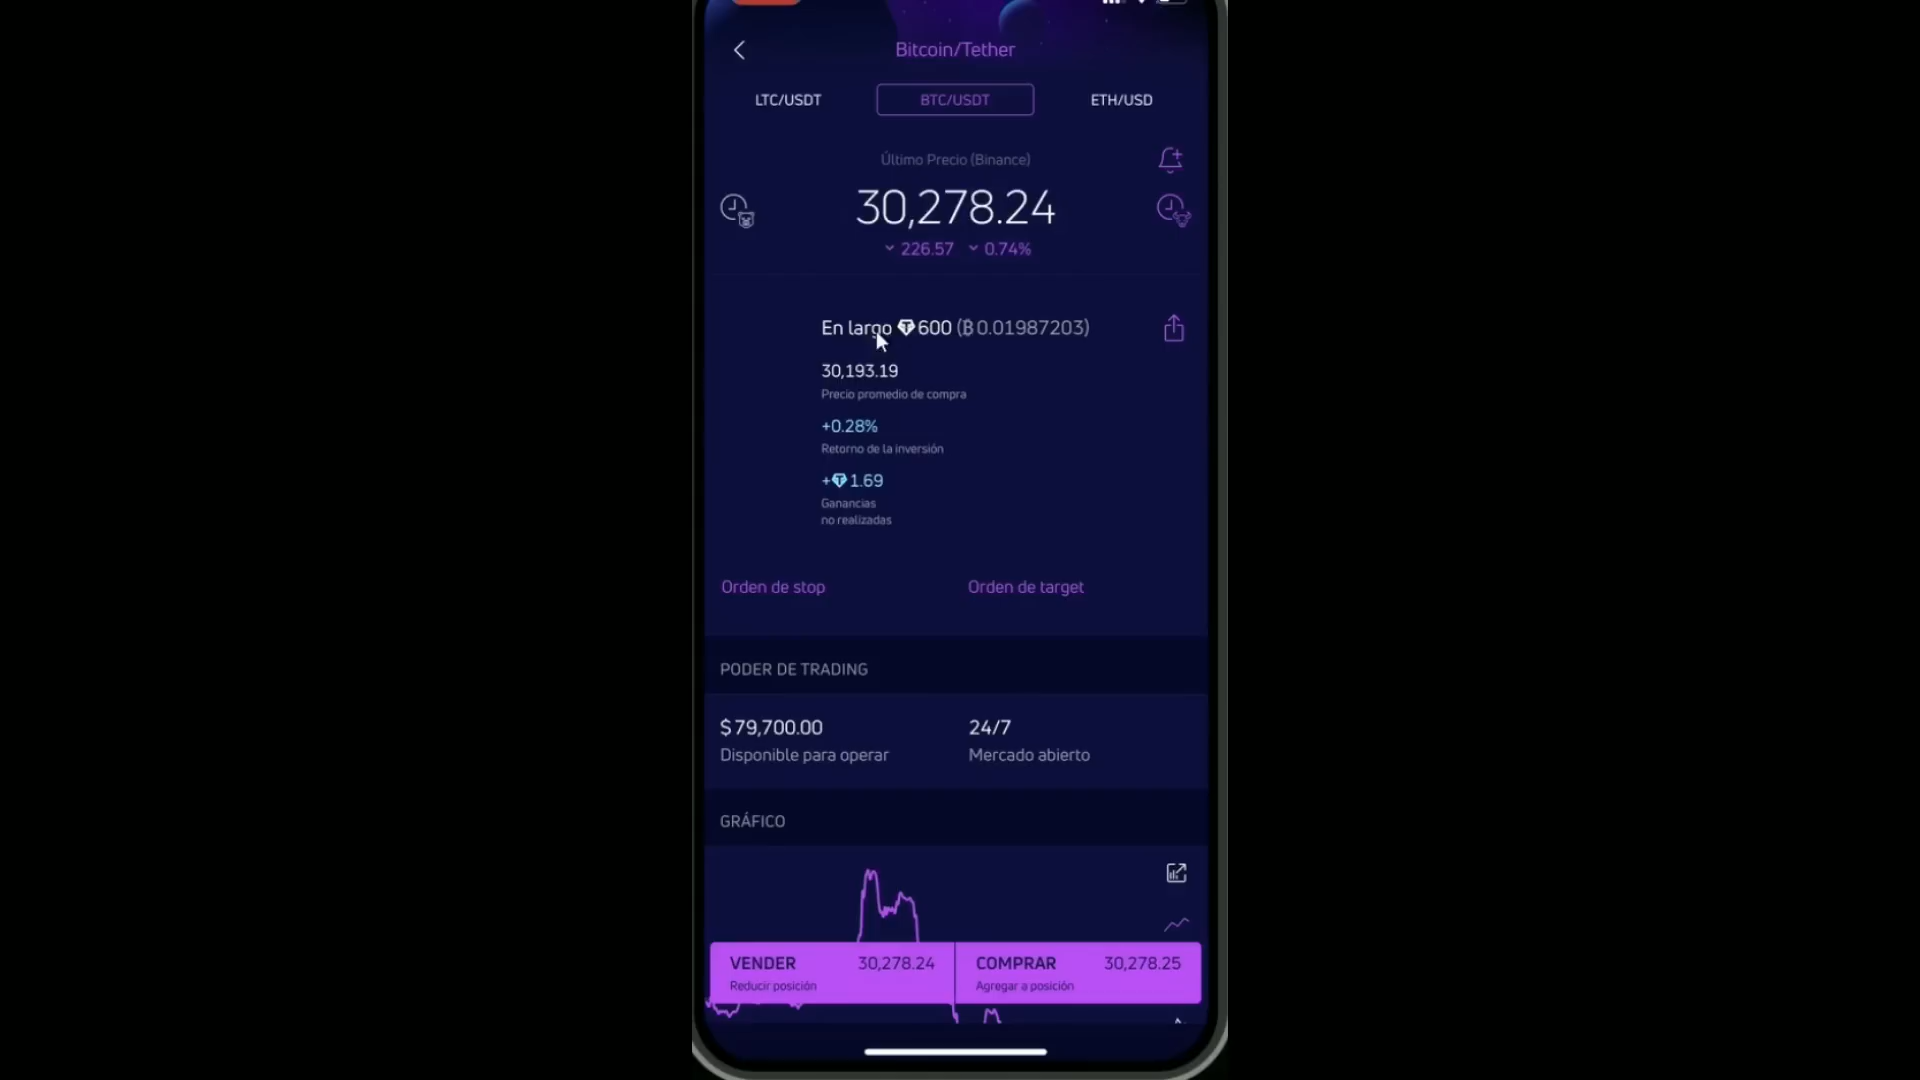 Bitcoin/Tether
LTC/USDT BTC/USDT ETH/USD
Último Precio (Binance)
30,278.24
226.57 0.74%
En largo 600 (₿0.01987203)
30,193.19
Precio promedio de compra
+0.28%
Retorno de la inversión
+1.69
Ganancias
no realizadas
Orden de stop Orden de target
PODER DE TRADING
$79,700.00 24/7
Disponible para operar Mercado abierto
GRÁFICO
VENDER 30,278.24 COMPRAR 30,278.25
Reducir posición Agregar a posición